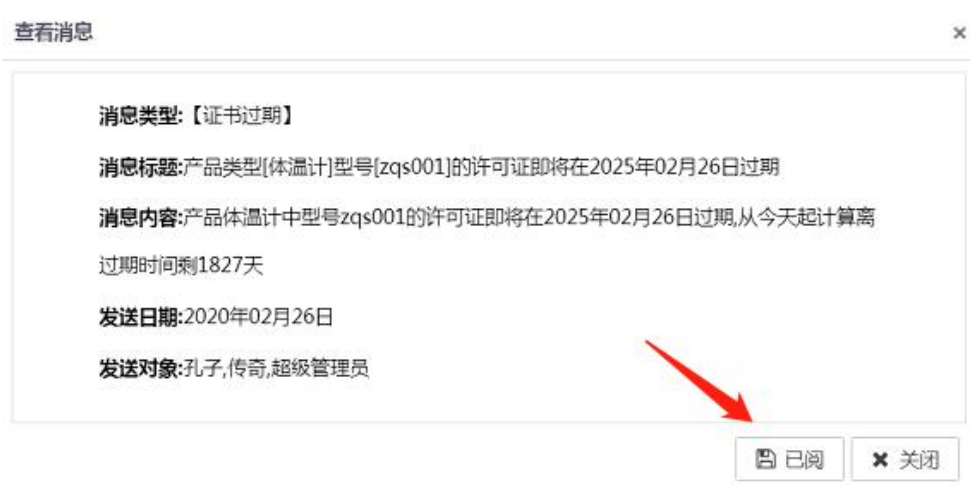 查看消息
×
消息类型:【证书过期】
消息标题:产品类型[体温计]型号[zqs001]的许可证即将在2025年02月26日过期
消息内容:产品体温计中型号zqs001的许可证即将在2025年02月26日过期,从今天起计算离
过期时间剩1827天
发送日期:2020年02月26日
发送对象:孔子,传奇,超级管理员
已阅
关闭